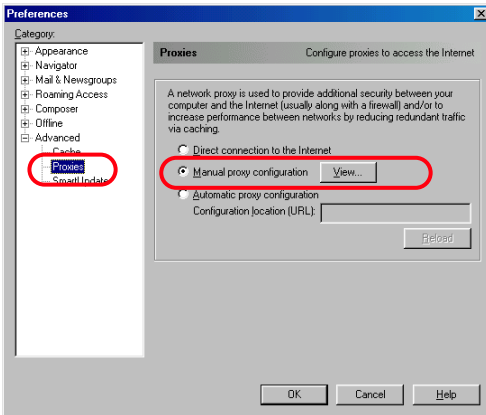 Preferences
Category:
Appearance
Navigator
Mail & Newsgroups
Roaming Access
Composer
Offline
Advanced
Cache
Proxies
SmartUpdate
Proxies Configure proxies to access the Internet
A network proxy is used to provide additional security between your
computer and the Internet (usually along with a firewall) and/or to
increase performance between networks by reducing redundant traffic
via caching.
Direct connection to the Internet
Manual proxy configuration View...
Automatic proxy configuration
Configuration location (URL):
Reload
OK Cancel Help